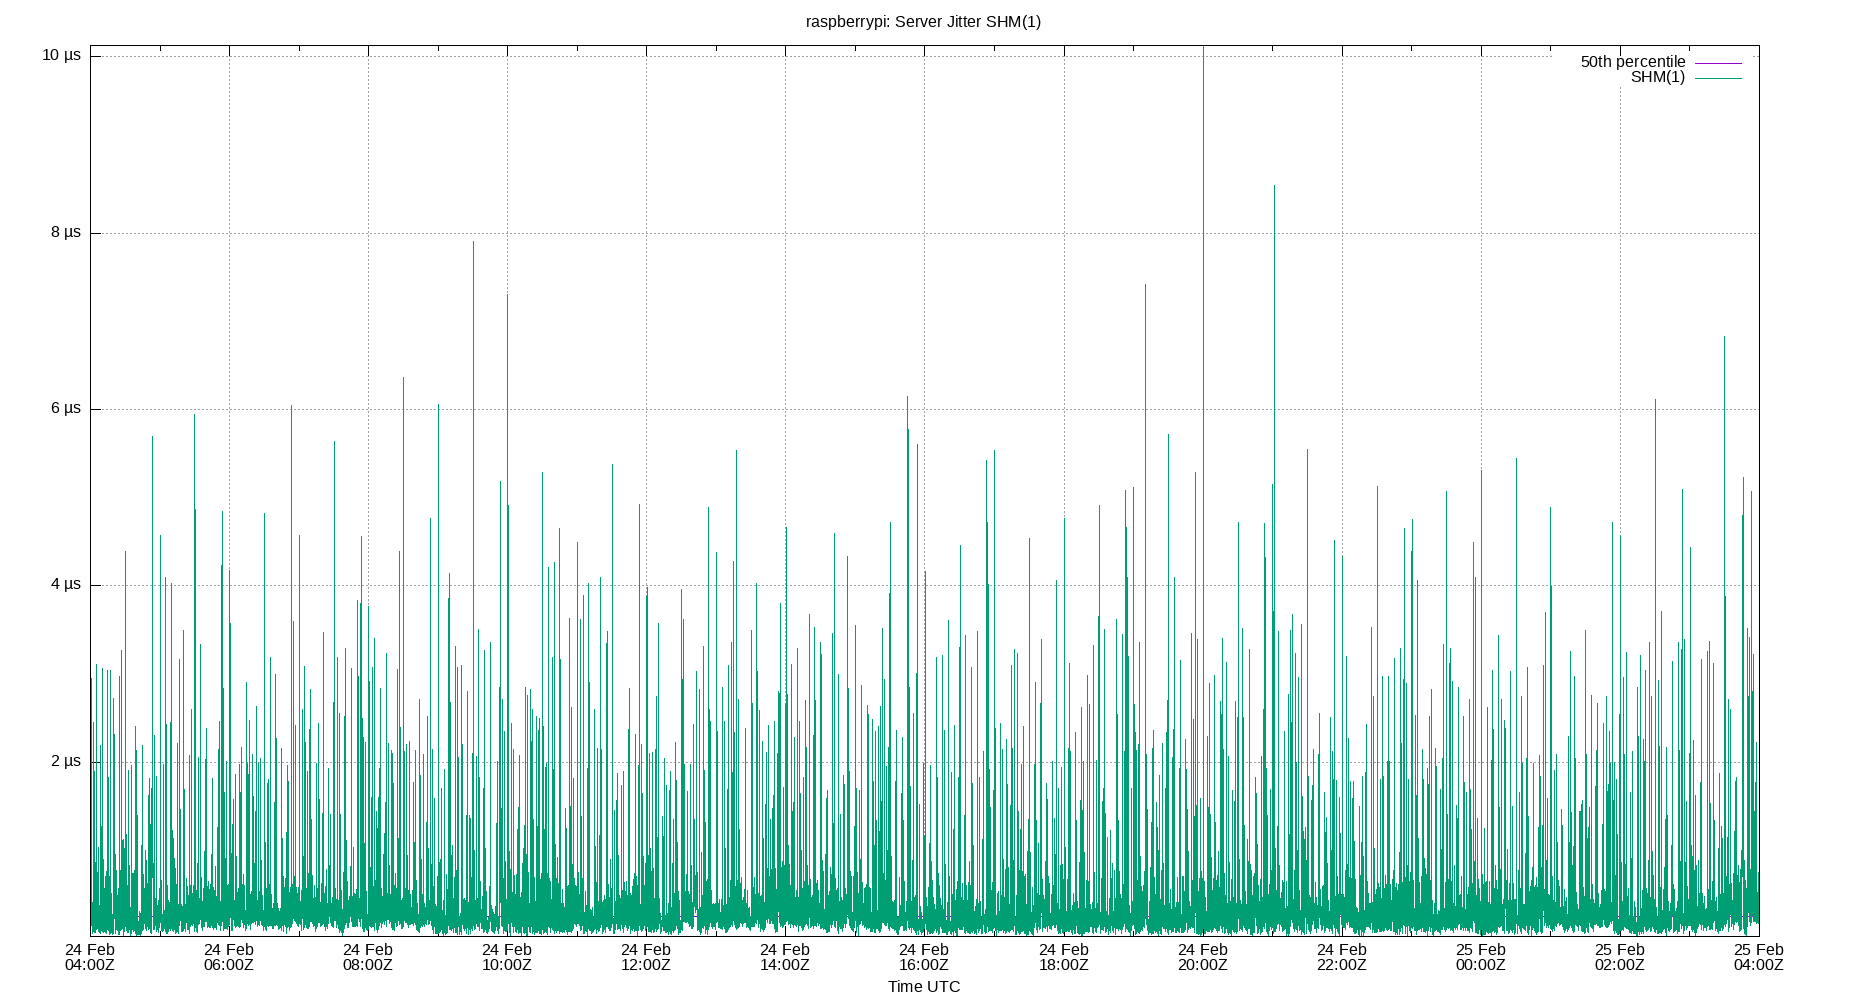 raspberrypi: Server Jitter SHM(1)
10 µs
8 µs
6 µs
4 µs
2 µs
50th percentile
SHM(1)
24 Feb 24 Feb 24 Feb 24 Feb 24 Feb 24 Feb 24 Feb 24 Feb 24 Feb 24 Feb 25 Feb 25 Feb 25 Feb
04:00Z 06:00Z 08:00Z 10:00Z 12:00Z 14:00Z 16:00Z 18:00Z 20:00Z 22:00Z 00:00Z 02:00Z 04:00Z
Time UTC